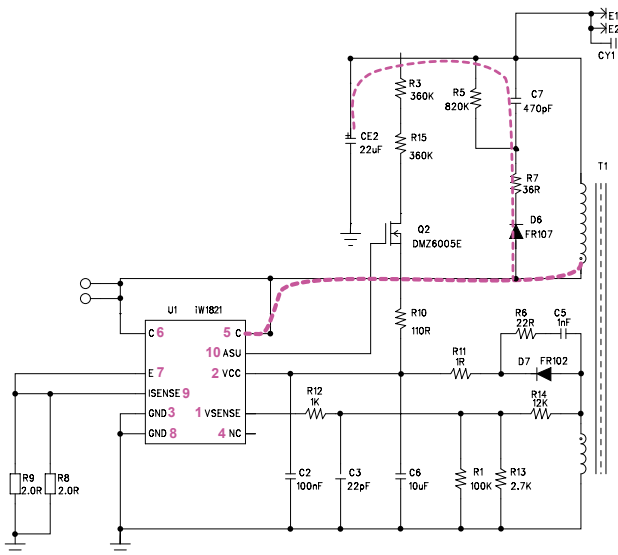 E1
E2
CY1
R3
360K
R5
820K
C7
470pF
CE2
22uF
R15
360K
T1
R7
36R
Q2
DMZ6005E
D6
FR107
U1 iW1821
R10
110R
R6
22R
C5
1nF
C 6
5 C
10 ASU
E 7
2 VCC
R11
1R
D7 FR102
ISENSE 9
R12
1K
R14
12K
GND 3
1 VSENSE
GND 8
4 NC
R9
2.0R
R8
2.0R
C2
100nF
C3
22pF
C6
10uF
R1
100K
R13
2.7K
+